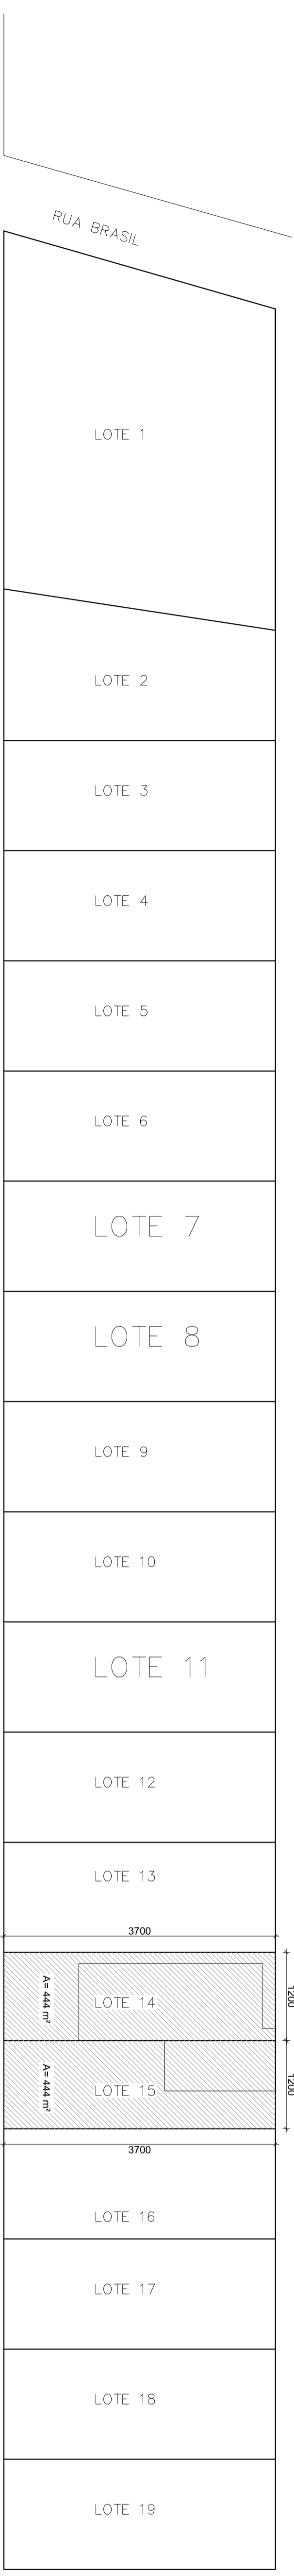 RUA BRASIL
LOTE 1
LOTE 2
LOTE 3
LOTE 4
LOTE 5
LOTE 6
LOTE 7
LOTE 8
LOTE 9
LOTE 10
LOTE 11
LOTE 12
LOTE 13
3700
1200
A= 444 m²
LOTE 14
1200
A= 444 m²
LOTE 15
3700
LOTE 16
LOTE 17
LOTE 18
LOTE 19